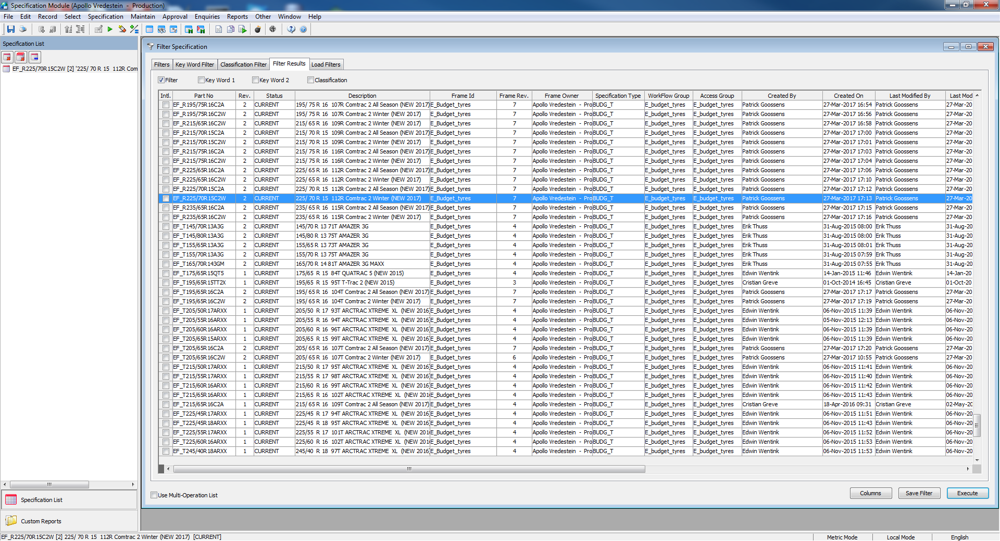 Specification Module (Apollo Vredestein - Production)
File Edit Record Select Specification Maintain Approval Enquiries Reports Other Window Help
Specification List
EF_R225/70R15C2W [2] '225/ 70 R 15 112R Com
Filter Specification
Filters Key Word Filter Classification Filter Filter Results Load Filters
Filter Key Word 1 Key Word 2 Classification
Intl. Part No Rev. Status Description Frame Id Frame Rev. Frame Owner Specification Type WorkFlow Group Access Group Created By Created On Last Modified By Last Mod
EF_R195/75R16C2A 2 CURRENT 195/ 75 R 16 107R Comtrac 2 All Season (NEW 2017) E_Budget_tyres 7 Apollo Vredestein - Pro BUDG_T E_budget_tyres E_budget_tyres Patrick Goossens 27-Mar-2017 16:54 Patrick Goossens 27-Mar-20
EF_R195/75R16C2W 2 CURRENT 195/ 75 R 16 107R Comtrac 2 Winter (NEW 2017) E_Budget_tyres 7 Apollo Vredestein - Pro BUDG_T E_budget_tyres E_budget_tyres Patrick Goossens 27-Mar-2017 16:56 Patrick Goossens 27-Mar-20
EF_R215/65R16C2W 2 CURRENT 215/ 65 R 16 109R Comtrac 2 Winter (NEW 2017) E_Budget_tyres 7 Apollo Vredestein - Pro BUDG_T E_budget_tyres E_budget_tyres Patrick Goossens 27-Mar-2017 16:58 Patrick Goossens 27-Mar-20
EF_R215/70R15C2A 2 CURRENT 215/ 70 R 15 109R Comtrac 2 All Season (NEW 2017) E_Budget_tyres 7 Apollo Vredestein - Pro BUDG_T E_budget_tyres E_budget_tyres Patrick Goossens 27-Mar-2017 17:00 Patrick Goossens 27-Mar-20
EF_R215/70R15C2W 2 CURRENT 215/ 70 R 15 109R Comtrac 2 Winter (NEW 2017) E_Budget_tyres 7 Apollo Vredestein - Pro BUDG_T E_budget_tyres E_budget_tyres Patrick Goossens 27-Mar-2017 17:01 Patrick Goossens 27-Mar-20
EF_R215/75R16C2A 2 CURRENT 215/ 75 R 16 116R Comtrac 2 All Season (NEW 2017) E_Budget_tyres 7 Apollo Vredestein - Pro BUDG_T E_budget_tyres E_budget_tyres Patrick Goossens 27-Mar-2017 17:03 Patrick Goossens 27-Mar-20
EF_R215/75R16C2W 2 CURRENT 215/ 75 R 16 116R Comtrac 2 Winter (NEW 2017) E_Budget_tyres 7 Apollo Vredestein - Pro BUDG_T E_budget_tyres E_budget_tyres Patrick Goossens 27-Mar-2017 17:04 Patrick Goossens 27-Mar-20
EF_R225/65R16C2A 2 CURRENT 225/ 65 R 16 112R Comtrac 2 All Season (NEW 2017) E_Budget_tyres 7 Apollo Vredestein - Pro BUDG_T E_budget_tyres E_budget_tyres Patrick Goossens 27-Mar-2017 17:06 Patrick Goossens 27-Mar-20
EF_R225/65R16C2W 2 CURRENT 225/ 65 R 16 112R Comtrac 2 Winter (NEW 2017) E_Budget_tyres 7 Apollo Vredestein - Pro BUDG_T E_budget_tyres E_budget_tyres Patrick Goossens 27-Mar-2017 17:10 Patrick Goossens 27-Mar-20
EF_R225/70R15C2A 2 CURRENT 225/ 70 R 15 112R Comtrac 2 All Season (NEW 2017) E_Budget_tyres 7 Apollo Vredestein - Pro BUDG_T E_budget_tyres E_budget_tyres Patrick Goossens 27-Mar-2017 17:12 Patrick Goossens 27-Mar-20
EF_R225/70R15C2W 2 CURRENT 225/ 70 R 15 112R Comtrac 2 Winter (NEW 2017) E_Budget_tyres 7 Apollo Vredestein - Pro BUDG_T E_budget_tyres E_budget_tyres Patrick Goossens 27-Mar-2017 17:13 Patrick Goossens 27-Mar-20
EF_R235/65R16C2A 2 CURRENT 235/ 65 R 16 115R Comtrac 2 All Season (NEW 2017) E_Budget_tyres 7 Apollo Vredestein - Pro BUDG_T E_budget_tyres E_budget_tyres Patrick Goossens 27-Mar-2017 17:15 Patrick Goossens 27-Mar-20
EF_R235/65R16C2W 2 CURRENT 235/ 65 R 16 115R Comtrac 2 Winter (NEW 2017) E_Budget_tyres 7 Apollo Vredestein - Pro BUDG_T E_budget_tyres E_budget_tyres Patrick Goossens 27-Mar-2017 17:16 Patrick Goossens 27-Mar-20
EF_T145/70R13A3G 2 CURRENT 145/70 R 13 71T AMAZER 3G E_Budget_tyres 4 Apollo Vredestein - Pro BUDG_T E_budget_tyres E_budget_tyres Erik Thuss 31-Aug-2015 08:00 Erik Thuss 31-Aug-20
EF_T145/80R13A3G 2 CURRENT 145/80 R 13 75T AMAZER 3G E_Budget_tyres 4 Apollo Vredestein - Pro BUDG_T E_budget_tyres E_budget_tyres Erik Thuss 31-Aug-2015 08:00 Erik Thuss 31-Aug-20
EF_T155/65R13A3G 2 CURRENT 155/65 R 13 73T AMAZER 3G E_Budget_tyres 4 Apollo Vredestein - Pro BUDG_T E_budget_tyres E_budget_tyres Erik Thuss 31-Aug-2015 08:01 Erik Thuss 31-Aug-20
EF_T155/70R13A3G 2 CURRENT 155/70 R 13 75T AMAZER 3G E_Budget_tyres 4 Apollo Vredestein - Pro BUDG_T E_budget_tyres E_budget_tyres Erik Thuss 31-Aug-2015 07:59 Erik Thuss 31-Aug-20
EF_T165/70R143GM 2 CURRENT 165/70 R 14 81T AMAZER 3G MAXX E_Budget_tyres 4 Apollo Vredestein - Pro BUDG_T E_budget_tyres E_budget_tyres Erik Thuss 31-Aug-2015 07:55 Erik Thuss 31-Aug-20
EF_T175/65R15QT5 1 CURRENT 175/65 R 15 84T QUATRAC 5 (NEW 2015) E_Budget_tyres 4 Apollo Vredestein - Pro BUDG_T E_budget_tyres E_budget_tyres Edwin Wentink 14-Jan-2015 11:46 Edwin Wentink 14-Jan-20
EF_T195/65R15TT2X 1 CURRENT 195/65 R 15 95T T-Trac 2 (NEW 2015) E_Budget_tyres 3 Apollo Vredestein - Pro BUDG_T E_budget_tyres E_budget_tyres Cristian Greve 01-Oct-2014 16:45 Cristian Greve 01-Oct-20
EF_T195/65R16C2A 2 CURRENT 195/ 65 R 16 104T Comtrac 2 All Season (NEW 2017) E_Budget_tyres 7 Apollo Vredestein - Pro BUDG_T E_budget_tyres E_budget_tyres Patrick Goossens 27-Mar-2017 17:17 Patrick Goossens 27-Mar-20
EF_T195/65R16C2W 2 CURRENT 195/ 65 R 16 104T Comtrac 2 Winter (NEW 2017) E_Budget_tyres 7 Apollo Vredestein - Pro BUDG_T E_budget_tyres E_budget_tyres Patrick Goossens 27-Mar-2017 17:19 Patrick Goossens 27-Mar-20
EF_T205/50R17ARXX 1 CURRENT 205/50 R 17 93T ARCTRAC XTREME XL (NEW 2016 E_Budget_tyres 4 Apollo Vredestein - Pro BUDG_T E_budget_tyres E_budget_tyres Edwin Wentink 06-Nov-2015 11:39 Edwin Wentink 06-Nov-20
EF_T205/55R16ARXX 1 CURRENT 205/55 R 16 94T ARCTRAC XTREME XL (NEW 2016 E_Budget_tyres 4 Apollo Vredestein - Pro BUDG_T E_budget_tyres E_budget_tyres Edwin Wentink 05-Nov-2015 12:13 Edwin Wentink 06-Nov-20
EF_T205/60R16ARXX 1 CURRENT 205/60 R 16 96T ARCTRAC XTREME XL (NEW 2016 E_Budget_tyres 4 Apollo Vredestein - Pro BUDG_T E_budget_tyres E_budget_tyres Edwin Wentink 06-Nov-2015 11:39 Edwin Wentink 06-Nov-20
EF_T205/65R15ARXX 1 CURRENT 205/65 R 15 99T ARCTRAC XTREME XL (NEW 2016 E_Budget_tyres 4 Apollo Vredestein - Pro BUDG_T E_budget_tyres E_budget_tyres Edwin Wentink 06-Nov-2015 11:39 Edwin Wentink 06-Nov-20
EF_T205/65R16C2A 2 CURRENT 205/ 65 R 16 107T Comtrac 2 All Season (NEW 2017) E_Budget_tyres 7 Apollo Vredestein - Pro BUDG_T E_budget_tyres E_budget_tyres Patrick Goossens 27-Mar-2017 17:20 Patrick Goossens 27-Mar-20
EF_T205/65R16C2W 2 CURRENT 205/ 65 R 16 107T Comtrac 2 Winter (NEW 2017) E_Budget_tyres 6 Apollo Vredestein - Pro BUDG_T E_budget_tyres E_budget_tyres Patrick Goossens 27-Mar-2017 10:55 Patrick Goossens 27-Mar-20
EF_T215/50R17ARXX 1 CURRENT 215/50 R 17 95T ARCTRAC XTREME XL (NEW 2016 E_Budget_tyres 4 Apollo Vredestein - Pro BUDG_T E_budget_tyres E_budget_tyres Edwin Wentink 06-Nov-2015 11:41 Edwin Wentink 06-Nov-20
EF_T215/55R17ARXX 1 CURRENT 215/55 R 17 98T ARCTRAC XTREME XL (NEW 2016 E_Budget_tyres 4 Apollo Vredestein - Pro BUDG_T E_budget_tyres E_budget_tyres Edwin Wentink 06-Nov-2015 11:40 Edwin Wentink 06-Nov-20
EF_T215/60R16ARXX 1 CURRENT 215/60 R 16 99T ARCTRAC XTREME XL (NEW 2016 E_Budget_tyres 4 Apollo Vredestein - Pro BUDG_T E_budget_tyres E_budget_tyres Edwin Wentink 06-Nov-2015 11:42 Edwin Wentink 06-Nov-20
EF_T215/65R16ARXX 1 CURRENT 215/65 R 16 102T ARCTRAC XTREME XL (NEW 201 E_Budget_tyres 4 Apollo Vredestein - Pro BUDG_T E_budget_tyres E_budget_tyres Edwin Wentink 06-Nov-2015 11:43 Edwin Wentink 06-Nov-20
EF_T215/65R16C2A 1 CURRENT 215/ 65 R 16 109T Comtrac 2 All Season (NEW 2017) E_Budget_tyres 4 Apollo Vredestein - Pro BUDG_T E_budget_tyres E_budget_tyres Cristian Greve 18-Apr-2016 09:31 Cristian Greve 02-May-20
EF_T225/45R17ARXX 1 CURRENT 225/45 R 17 94T ARCTRAC XTREME XL (NEW 2016 E_Budget_tyres 4 Apollo Vredestein - Pro BUDG_T E_budget_tyres E_budget_tyres Edwin Wentink 06-Nov-2015 11:51 Edwin Wentink 06-Nov-20
EF_T225/45R18ARXX 1 CURRENT 225/45 R 18 95T ARCTRAC XTREME XL (NEW 2016 E_Budget_tyres 4 Apollo Vredestein - Pro BUDG_T E_budget_tyres E_budget_tyres Edwin Wentink 06-Nov-2015 11:43 Edwin Wentink 06-Nov-20
EF_T225/55R17ARXX 1 CURRENT 225/55 R 17 101T ARCTRAC XTREME XL (NEW 201 E_Budget_tyres 4 Apollo Vredestein - Pro BUDG_T E_budget_tyres E_budget_tyres Edwin Wentink 06-Nov-2015 11:52 Edwin Wentink 06-Nov-20
EF_T225/60R16ARXX 1 CURRENT 225/60 R 16 102T ARCTRAC XTREME XL (NEW 201 E_Budget_tyres 4 Apollo Vredestein - Pro BUDG_T E_budget_tyres E_budget_tyres Edwin Wentink 06-Nov-2015 11:53 Edwin Wentink 06-Nov-20
EF_T245/40R18ARXX 1 CURRENT 245/40 R 18 97T ARCTRAC XTREME XL (NEW 2016 E_Budget_tyres 4 Apollo Vredestein - Pro BUDG_T E_budget_tyres E_budget_tyres Edwin Wentink 06-Nov-2015 11:53 Edwin Wentink 06-Nov-20
Use Multi-Operation List Columns Save Filter Execute
Specification List
Custom Reports
EF_R225/70R15C2W [2] 225/ 70 R 15 112R Comtrac 2 Winter (NEW 2017) [CURRENT] Metric Mode Local Mode English